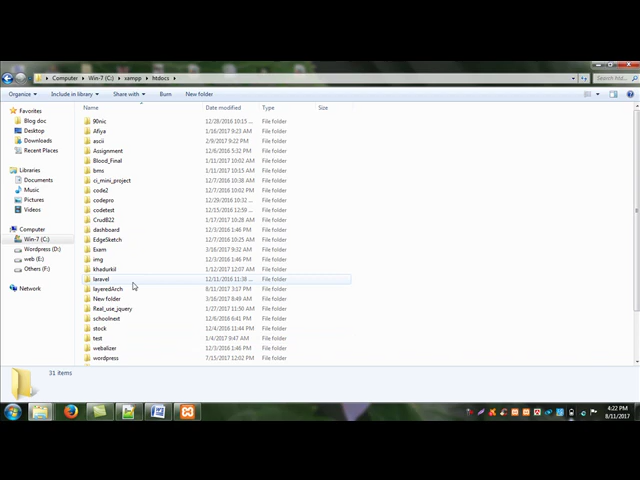 Computer ▸ Win-7 (C:) ▸ xampp ▸ htdocs ▸
Search htdocs
Organize ▾ Include in library ▾ Share with ▾ Burn New folder
Name Date modified Type Size
Favorites
Blog doc
Desktop
Downloads
Recent Places
Libraries
Documents
Music
Pictures
Videos
Computer
Win-7 (C:)
Wordpress (D:)
web (E:)
Others (F:)
Network
99nic 12/28/2016 10:15 ... File folder
Afiya 1/18/2017 9:23 AM File folder
ascii 2/9/2017 9:22 PM File folder
Assignment 12/6/2016 5:32 PM File folder
Blood_Final 1/11/2017 10:02 AM File folder
bms 1/11/2017 10:22 AM File folder
ci_mini_project 12/7/2016 10:38 AM File folder
code2 12/7/2016 10:02 PM File folder
codepro 12/29/2016 10:32 ... File folder
codetest 12/15/2016 12:59 ... File folder
CrudB22 1/17/2017 10:28 AM File folder
dashboard 12/3/2016 1:46 PM File folder
EdgeSketch 12/7/2016 10:25 AM File folder
Exam 3/16/2017 9:32 AM File folder
img 12/3/2016 1:46 PM File folder
khadurkil 1/12/2017 12:07 AM File folder
laravel 12/11/2016 11:38 ... File folder
layeredArch 8/11/2017 3:17 PM File folder
New folder 3/16/2017 8:49 AM File folder
Real_use_jquery 1/27/2017 11:50 AM File folder
schoolnext 12/6/2016 6:41 PM File folder
stock 12/4/2016 11:44 PM File folder
test 1/4/2017 9:47 AM File folder
webalizer 12/3/2016 1:46 PM File folder
wordpress 7/15/2017 12:02 PM File folder
31 items
4:22 PM
8/11/2017